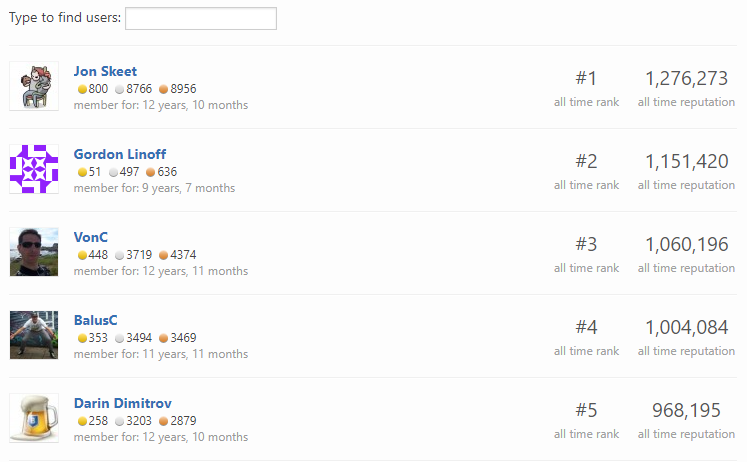 Type to find users:
Jon Skeet
800 8766 8956
member for: 12 years, 10 months
#1
all time rank
1,276,273
all time reputation
Gordon Linoff
51 497 636
member for: 9 years, 7 months
#2
all time rank
1,151,420
all time reputation
VonC
448 3719 4374
member for: 12 years, 11 months
#3
all time rank
1,060,196
all time reputation
BalusC
353 3494 3469
member for: 11 years, 11 months
#4
all time rank
1,004,084
all time reputation
Darin Dimitrov
258 3203 2879
member for: 12 years, 10 months
#5
all time rank
968,195
all time reputation